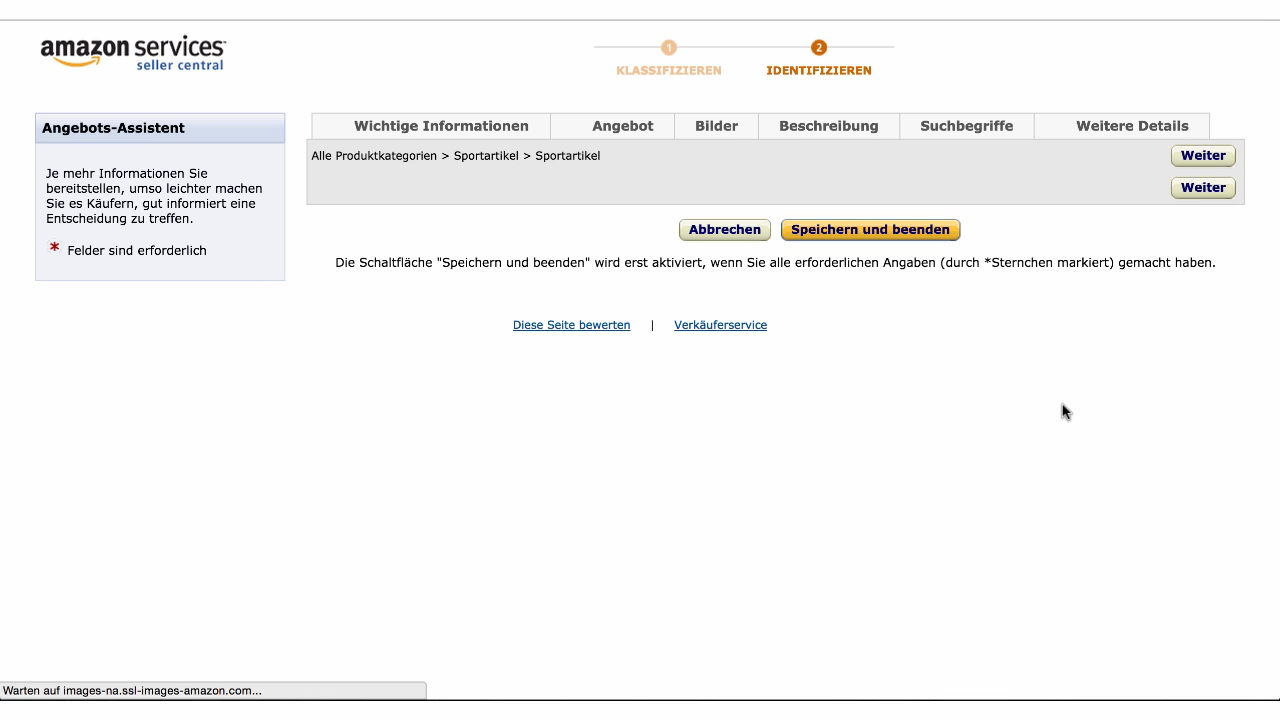 amazon services
seller central
1
2
KLASSIFIZIEREN
IDENTIFIZIEREN
Angebots-Assistent
Je mehr Informationen Sie
bereitstellen, umso leichter machen
Sie es Käufern, gut informiert eine
Entscheidung zu treffen.
* Felder sind erforderlich
Wichtige Informationen
Angebot
Bilder
Beschreibung
Suchbegriffe
Weitere Details
Alle Produktkategorien > Sportartikel > Sportartikel
Weiter
Weiter
Abbrechen
Speichern und beenden
Die Schaltfläche "Speichern und beenden" wird erst aktiviert, wenn Sie alle erforderlichen Angaben (durch *Sternchen markiert) gemacht haben.
Diese Seite bewerten | Verkäuferservice
Warten auf images-na.ssl-images-amazon.com...